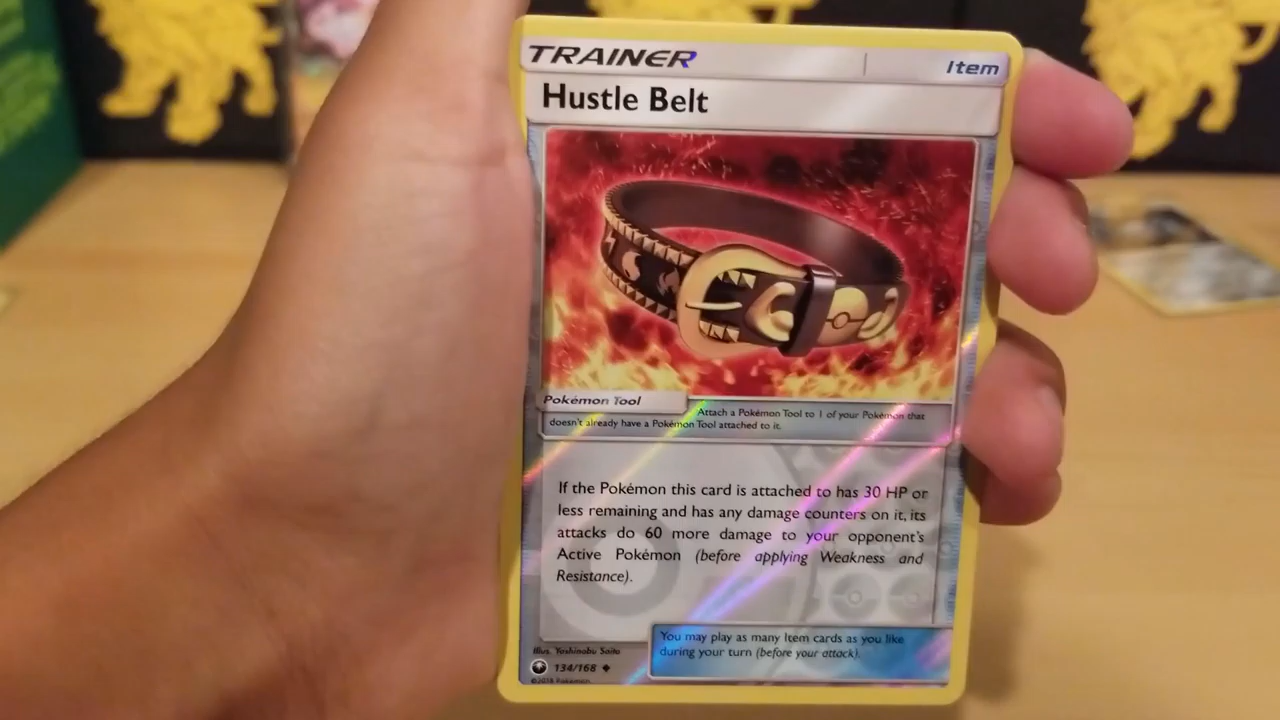 TRAINER
Item
Hustle Belt
Pokémon Tool
Attach a Pokémon Tool to 1 of your Pokémon that
doesn't already have a Pokémon Tool attached to it.
If the Pokémon this card is attached to has 30 HP or
less remaining and has any damage counters on it, its
attacks do 60 more damage to your opponent's
Active Pokémon (before applying Weakness and
Resistance).
You may play as many Item cards as you like
during your turn (before your attack).
Illus. Yoshinobu Saito
134/168
©2018 Pokémon